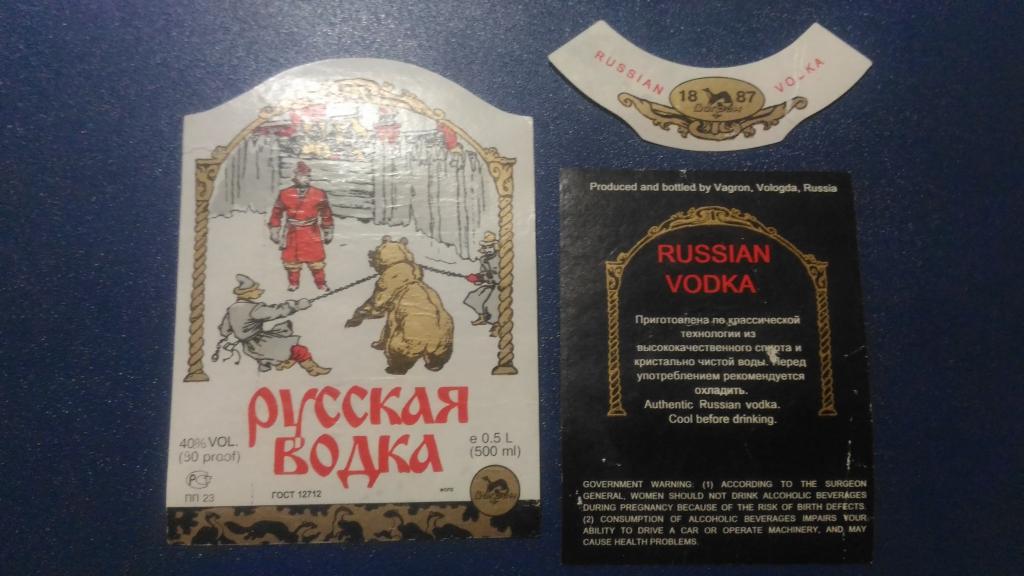 РУССКАЯ
ВОДКА
40% VOL.
(80 proof)
e 0.5 L
(500 ml)
РСТ
ПП 23
ГОСТ 12712
RUSSIAN VODKA
18 87
Produced and bottled by Vagron, Vologda, Russia
RUSSIAN
VODKA
Приготовлена по классической
технологии из
высококачественного спирта и
кристально чистой воды. Перед
употреблением рекомендуется
охладить.
Authentic Russian vodka.
Cool before drinking.
GOVERNMENT WARNING: (1) ACCORDING TO THE SURGEON
GENERAL, WOMEN SHOULD NOT DRINK ALCOHOLIC BEVERAGES
DURING PREGNANCY BECAUSE OF THE RISK OF BIRTH DEFECTS.
(2) CONSUMPTION OF ALCOHOLIC BEVERAGES IMPAIRS YOUR
ABILITY TO DRIVE A CAR OR OPERATE MACHINERY, AND MAY
CAUSE HEALTH PROBLEMS.